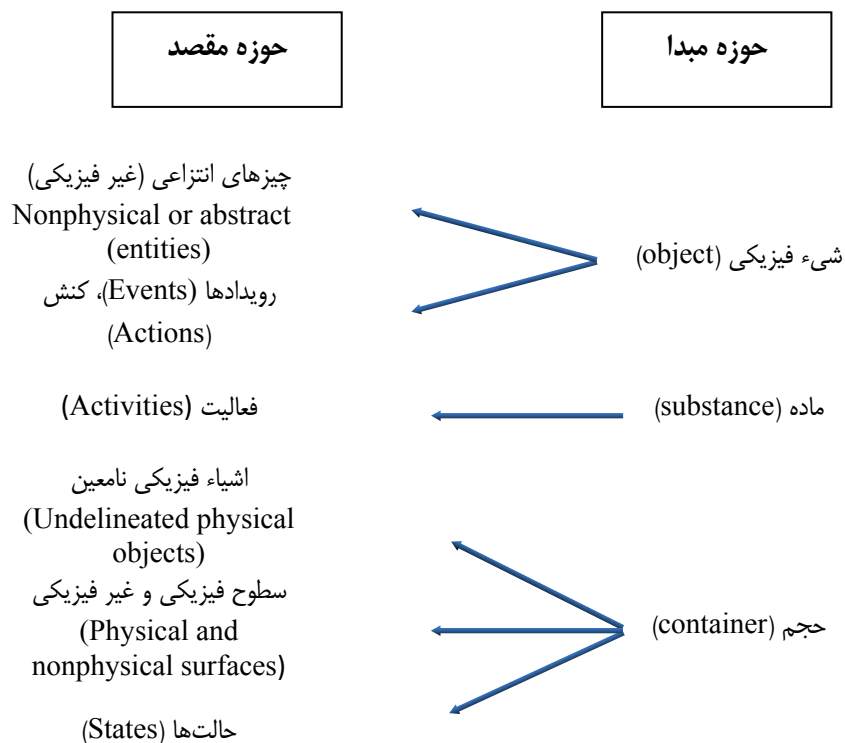 حوزه مبدا
حوزه مقصد
شیء فیزیکی (object)
چیزهای انتزاعی (غیر فیزیکی)
Nonphysical or abstract
(entities)
رویدادها (Events)، کنش
(Actions)
ماده (substance)
فعالیت (Activities)
حجم (container)
اشیاء فیزیکی نامعین
(Undelineated physical
objects)
سطوح فیزیکی و غیر فیزیکی
(Physical and
nonphysical surfaces)
حالت‌ها (States)